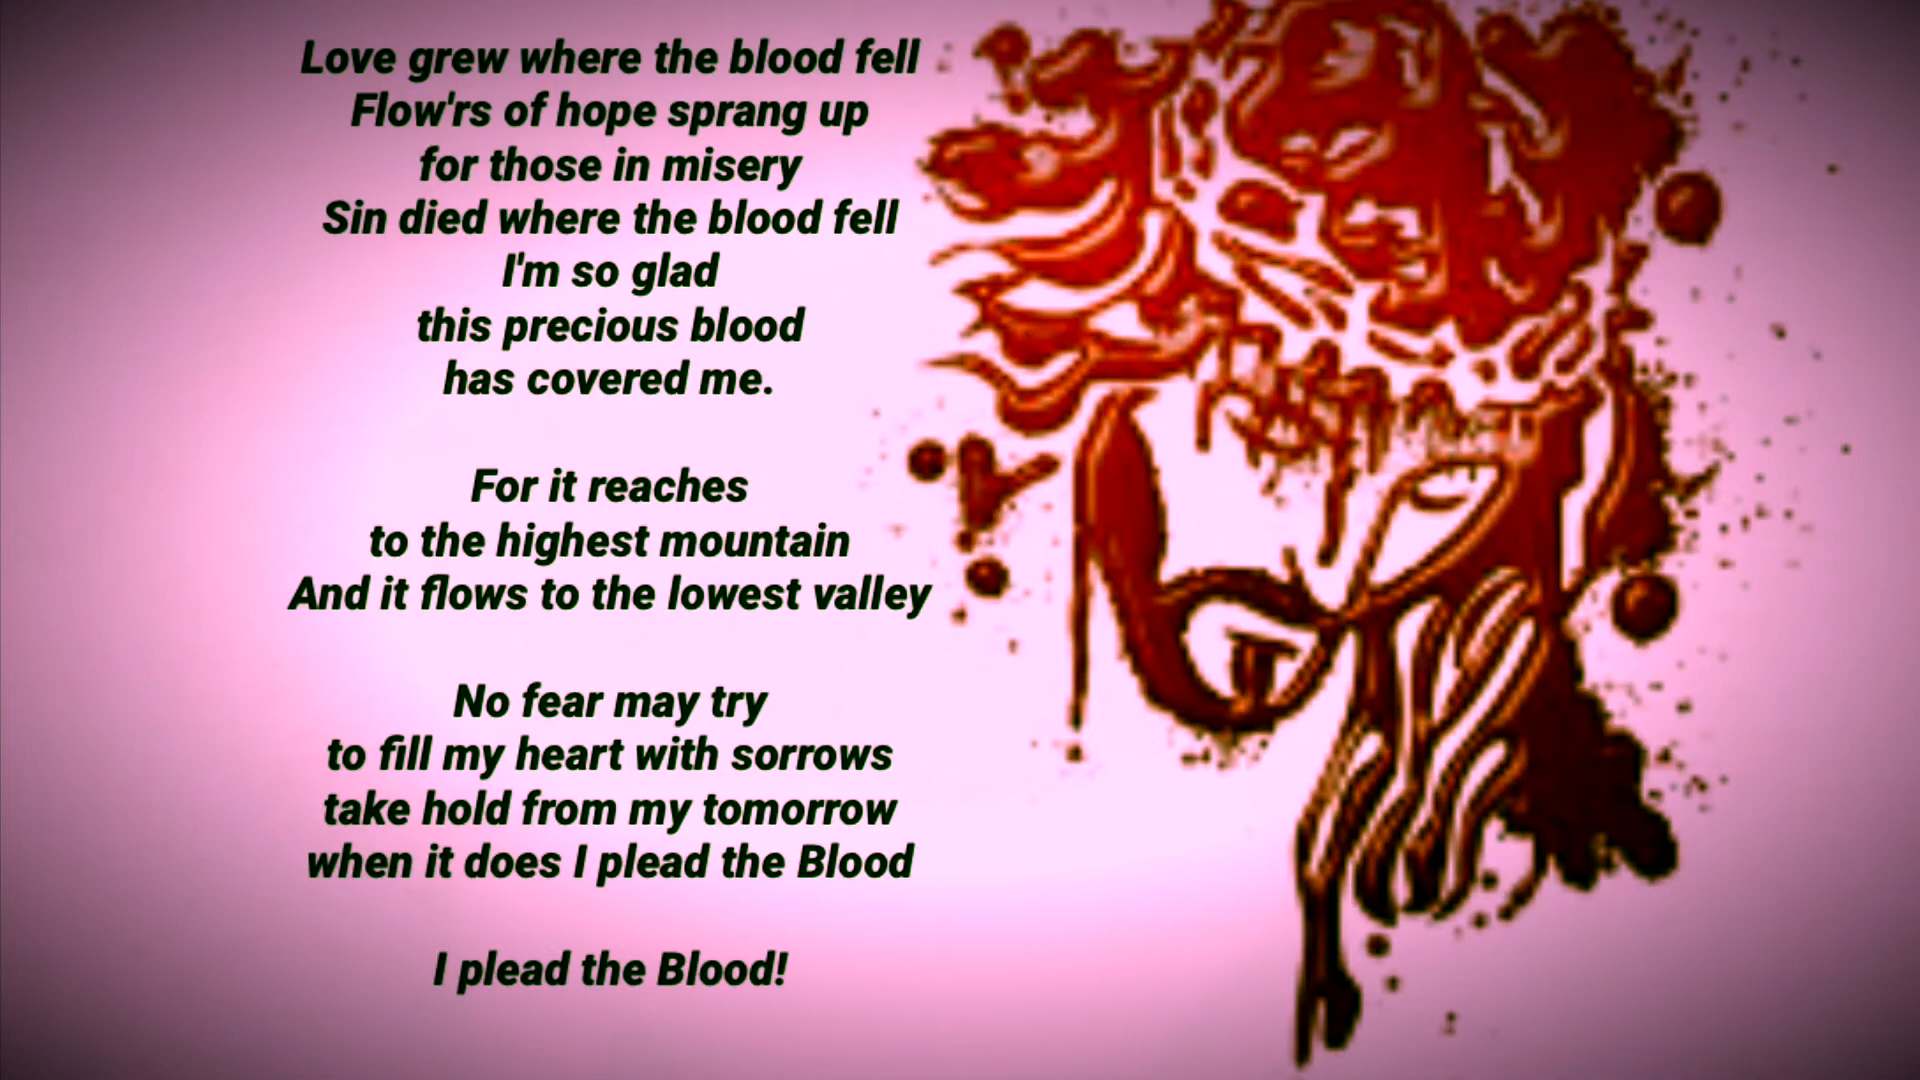 Love grew where the blood fell
Flow'rs of hope sprang up
for those in misery
Sin died where the blood fell
I'm so glad
this precious blood
has covered me.
For it reaches
to the highest mountain
And it flows to the lowest valley
No fear may try
to fill my heart with sorrows
take hold from my tomorrow
when it does I plead the Blood
I plead the Blood!